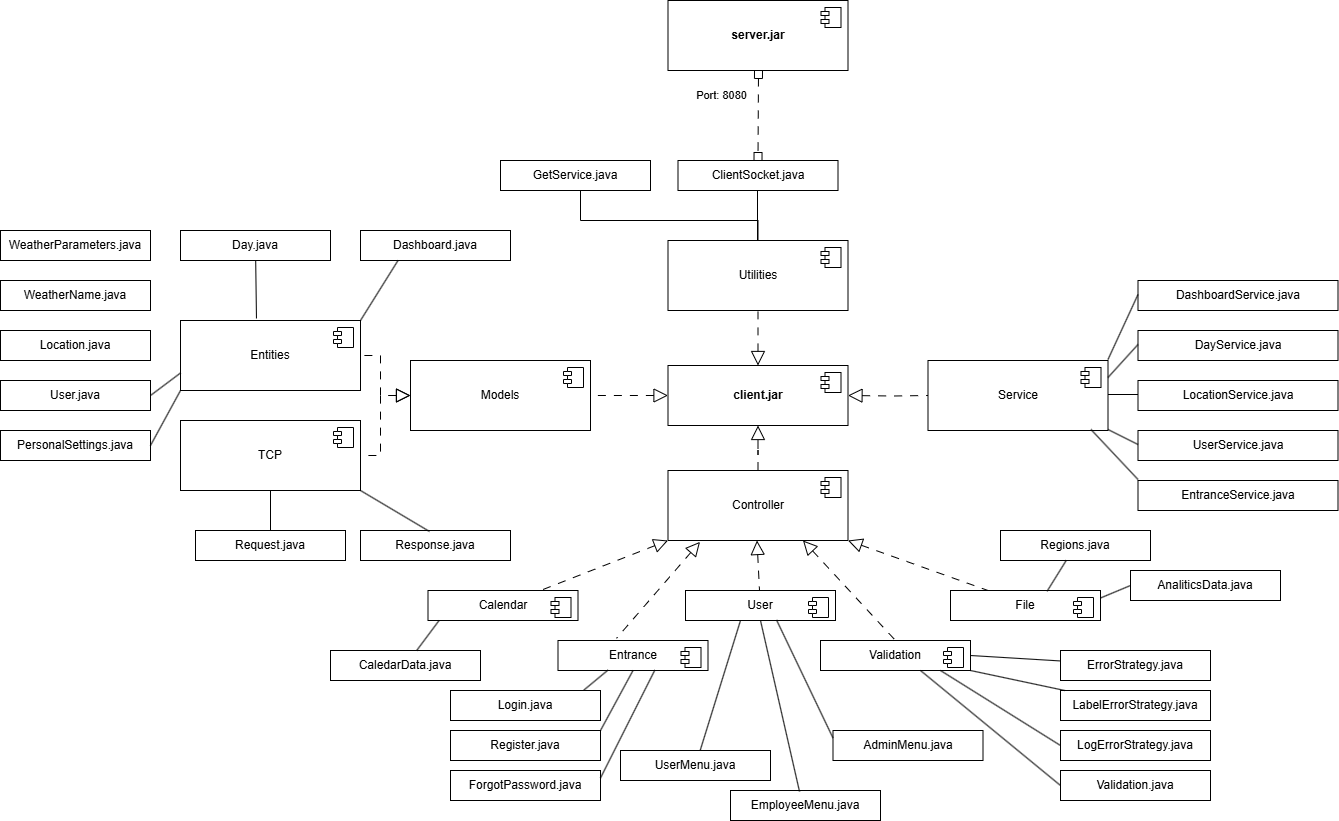 server.jar
Port: 8080
GetService.java
ClientSocket.java
WeatherParameters.java
Day.java
Dashboard.java
Utilities
WeatherName.java
DashboardService.java
Location.java
Entities
DayService.java
User.java
Models
client.jar
Service
LocationService.java
PersonalSettings.java
TCP
UserService.java
Controller
EntranceService.java
Request.java
Response.java
Regions.java
AnaliticsData.java
Calendar
User
File
CaledarData.java
Entrance
Validation
ErrorStrategy.java
Login.java
LabelErrorStrategy.java
Register.java
AdminMenu.java
LogErrorStrategy.java
UserMenu.java
ForgotPassword.java
Validation.java
EmployeeMenu.java